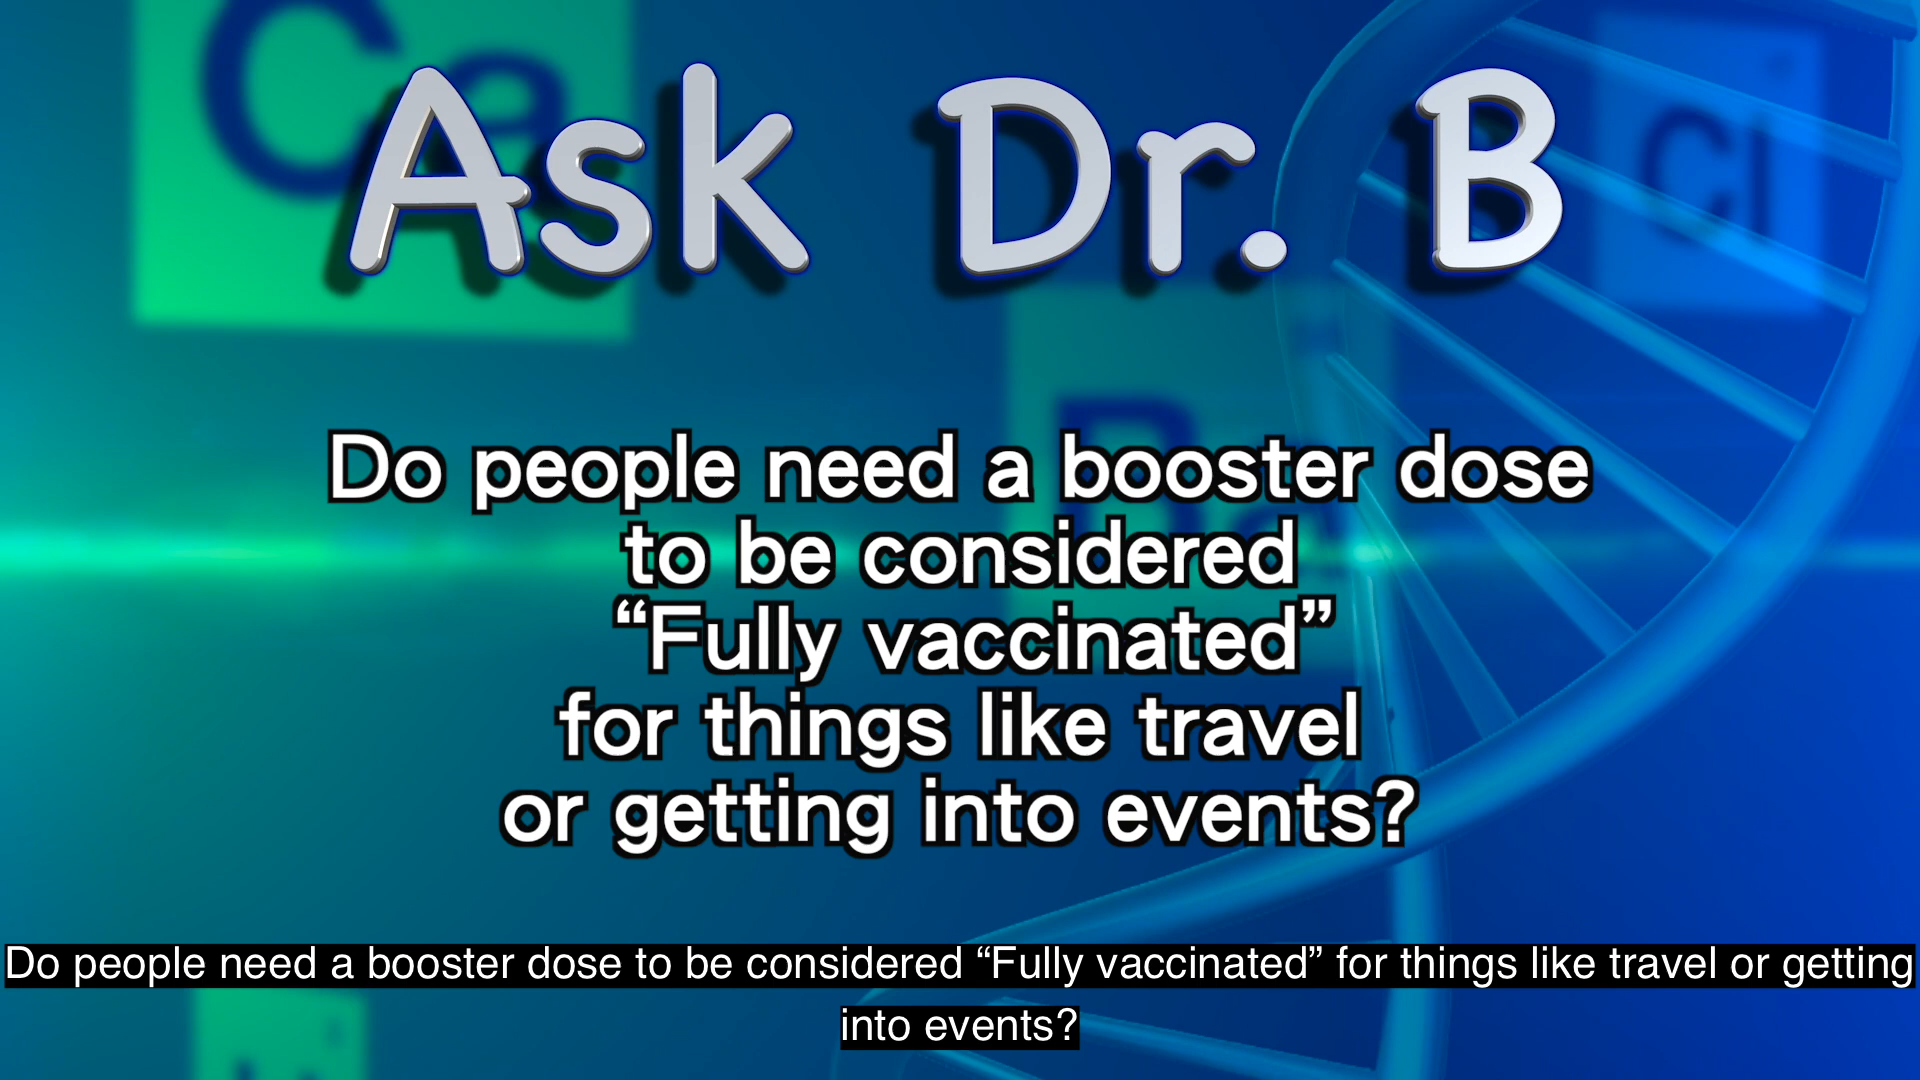 Ca
Cl
Ask Dr. B
Do people need a booster dose
to be considered
“Fully vaccinated”
for things like travel
or getting into events?
Do people need a booster dose to be considered “Fully vaccinated” for things like travel or getting
into events?